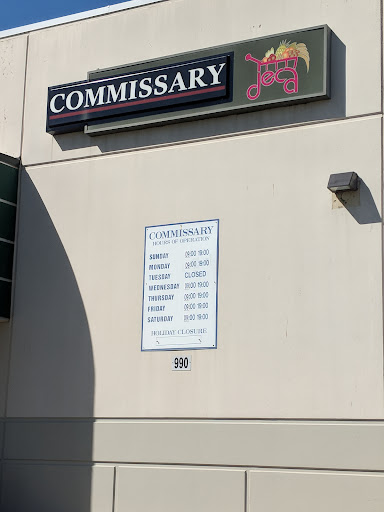 COMMISSARY
deca
COMMISSARY
HOURS OF OPERATION
SUNDAY 09:00 19:00
MONDAY 09:00 19:00
TUESDAY CLOSED
WEDNESDAY 09:00 19:00
THURSDAY 09:00 19:00
FRIDAY 09:00 19:00
SATURDAY 09:00 19:00
HOLIDAY CLOSURE
990